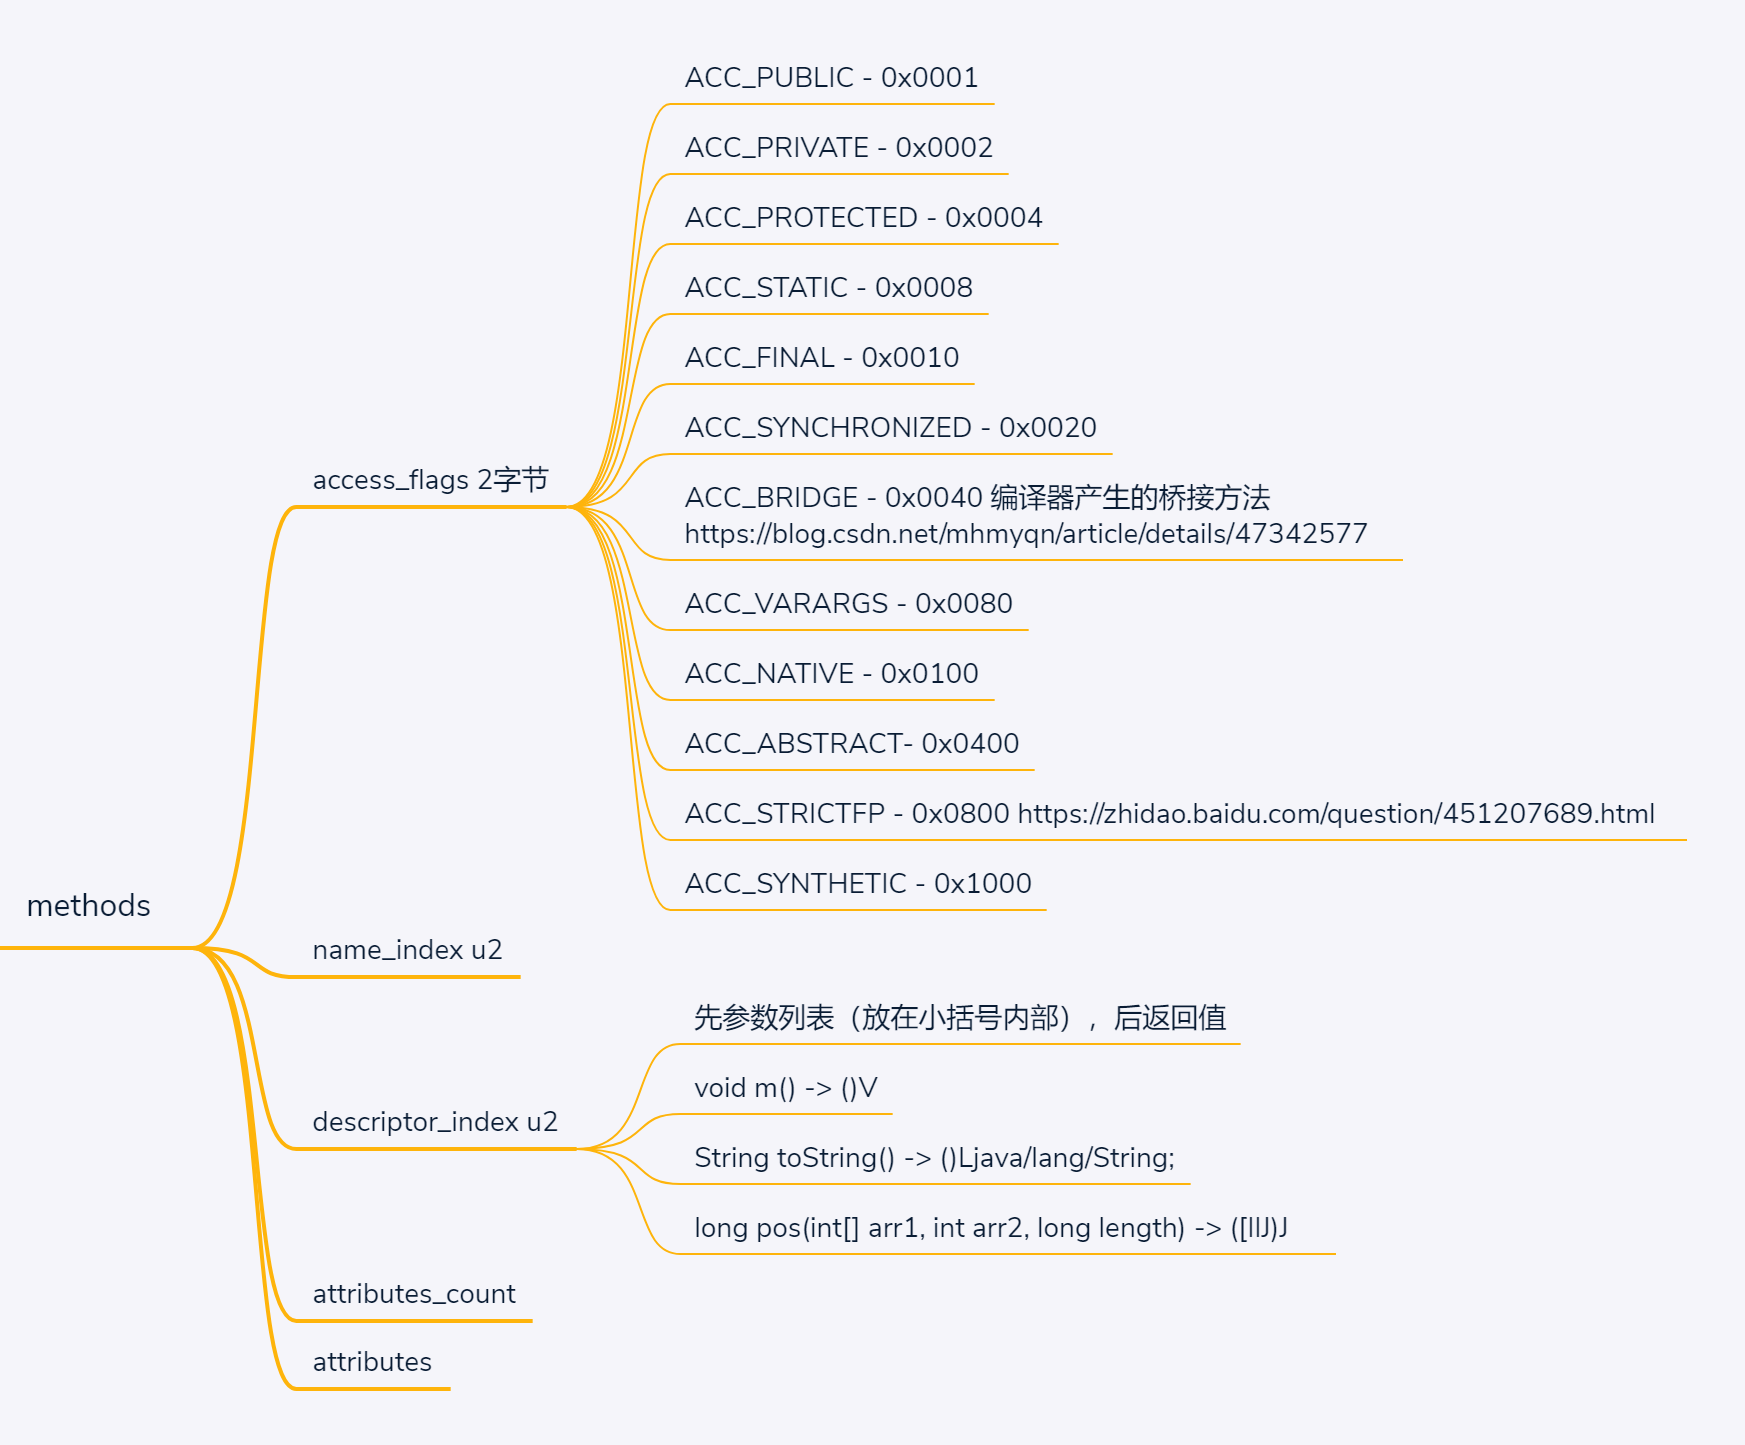 ACC_PUBLIC - 0x0001
ACC_PRIVATE - 0x0002
ACC_PROTECTED - 0x0004
ACC_STATIC - 0x0008
ACC_FINAL - 0x0010
ACC_SYNCHRONIZED - 0x0020
access_flags 2字节
ACC_BRIDGE - 0x0040 编译器产生的桥接方法
https://blog.csdn.net/mhmyqn/article/details/47342577
ACC_VARARGS - 0x0080
ACC_NATIVE - 0x0100
ACC_ABSTRACT- 0x0400
ACC_STRICTFP - 0x0800 https://zhidao.baidu.com/question/451207689.html
ACC_SYNTHETIC - 0x1000
methods
name_index u2
先参数列表（放在小括号内部），后返回值
void m() -> ()V
descriptor_index u2
String toString() -> ()Ljava/lang/String;
long pos(int[] arr1, int arr2, long length) -> ([IIJ)J
attributes_count
attributes